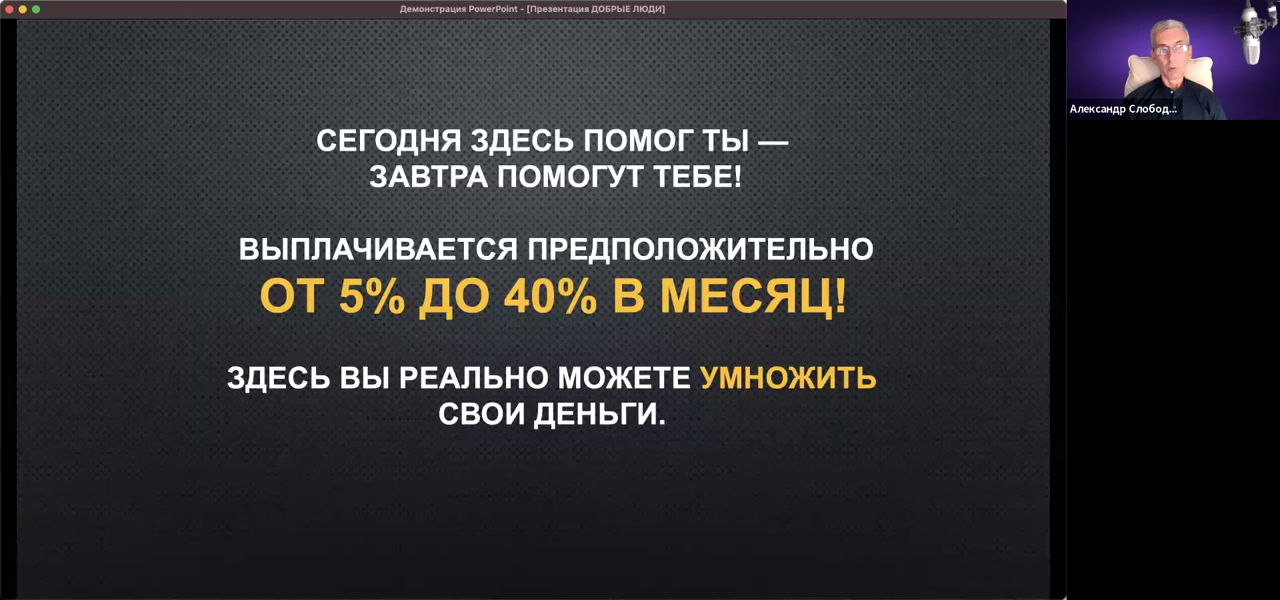 Демонстрация PowerPoint - [Презентация ДОБРЫЕ ЛЮДИ]
СЕГОДНЯ ЗДЕСЬ ПОМОГ ТЫ —
ЗАВТРА ПОМОГУТ ТЕБЕ!
ВЫПЛАЧИВАЕТСЯ ПРЕДПОЛОЖИТЕЛЬНО
ОТ 5% ДО 40% В МЕСЯЦ!
ЗДЕСЬ ВЫ РЕАЛЬНО МОЖЕТЕ УМНОЖИТЬ
СВОИ ДЕНЬГИ.
Александр Слобод...